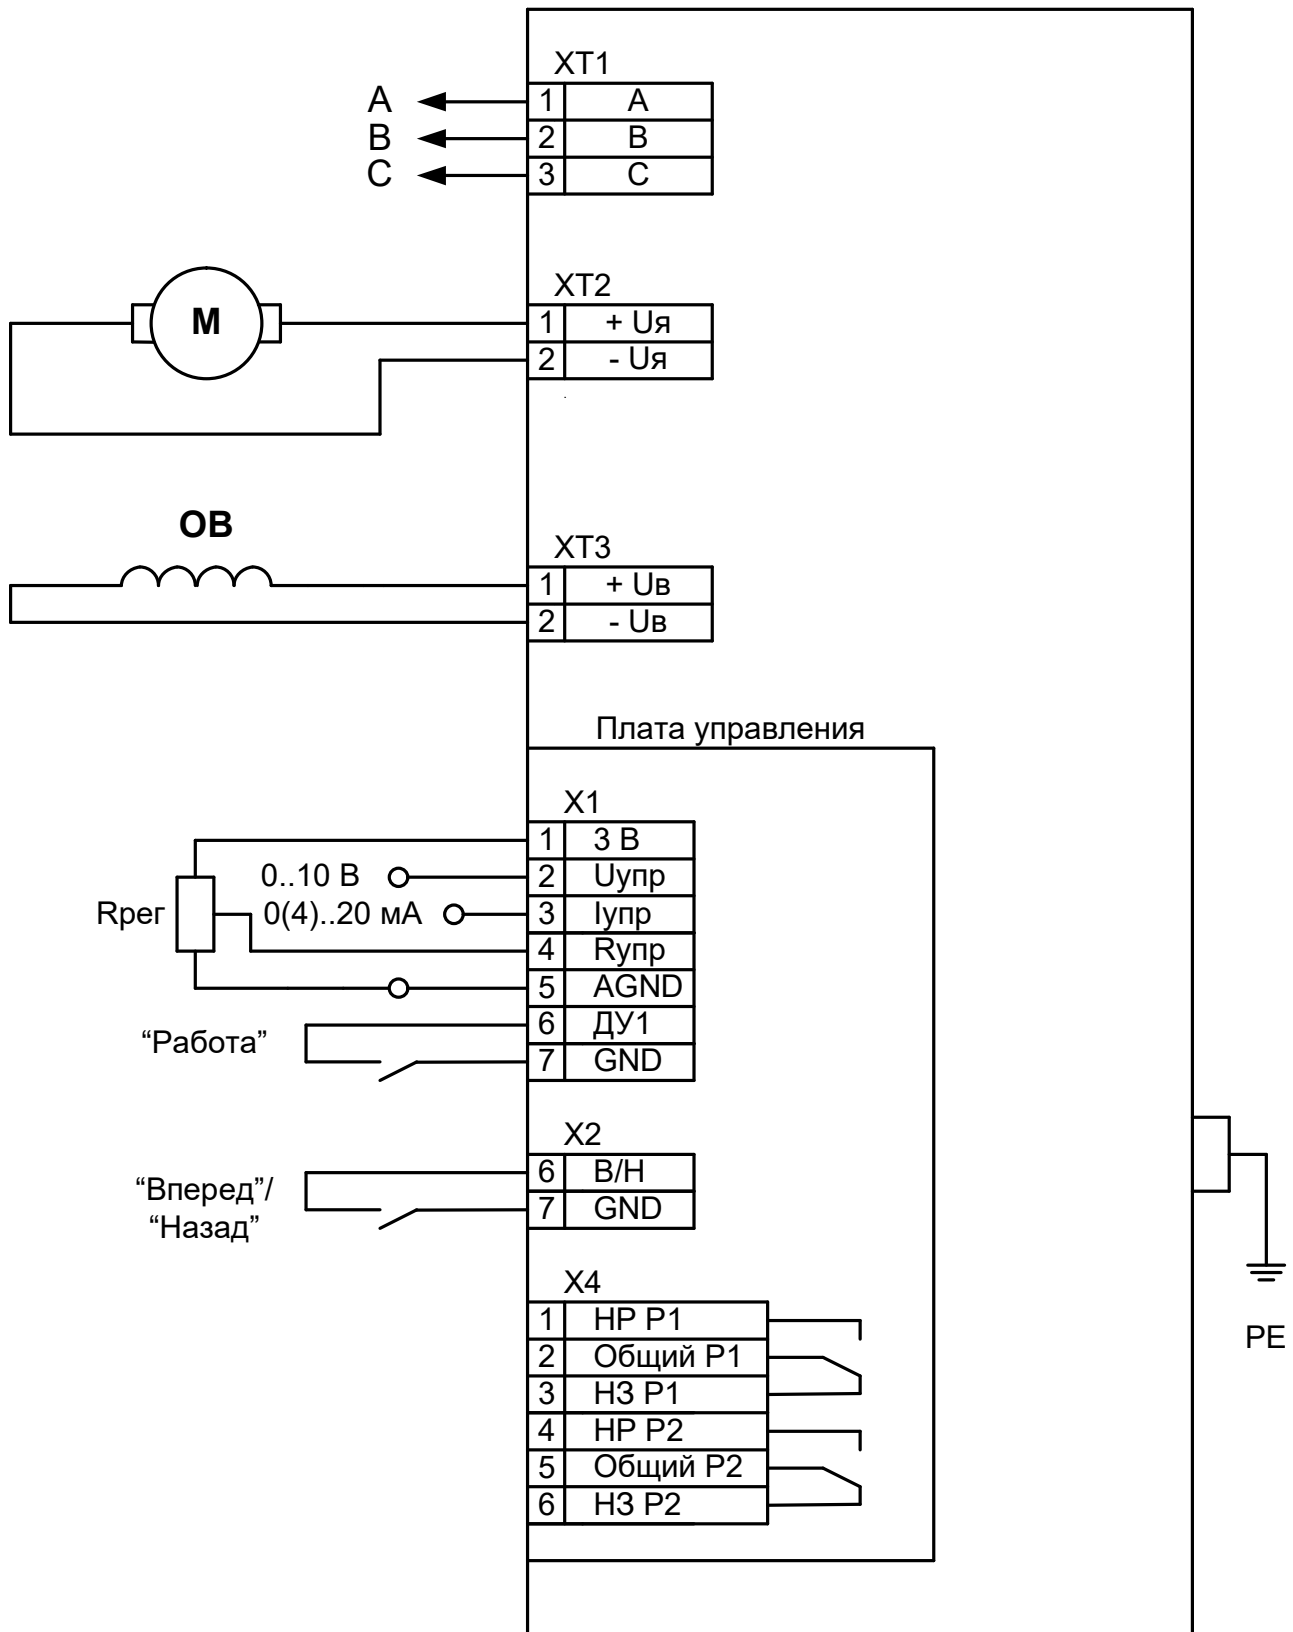 XT1
A 1 A
B 2 B
C 3 C
XT2
М
1 + Uя
2 - Uя
ОВ
XT3
1 + Uв
2 - Uв
Плата управления
X1
1 3 В
0..10 В 2 Uупр
Rрег 0(4)..20 мА 3 Iупр
4 Rупр
5 AGND
“Работа” 6 ДУ1
7 GND
X2
“Вперед”/ 6 В/Н
“Назад” 7 GND
X4
1 НР Р1
2 Общий Р1
3 НЗ Р1
4 НР Р2
5 Общий Р2
6 НЗ Р2
PE